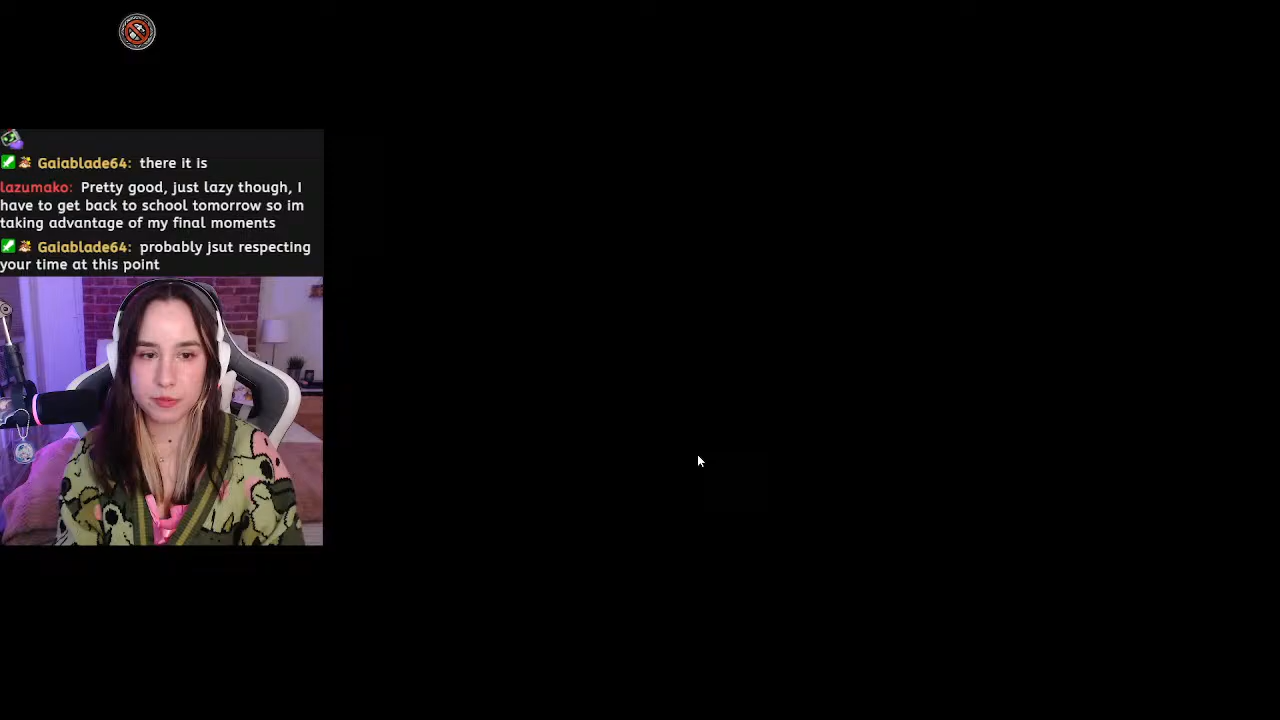 Gaiablade64: there it is
lazumako: Pretty good, just lazy though, I
have to get back to school tomorrow so im
taking advantage of my final moments
Gaiablade64: probably jsut respecting
your time at this point